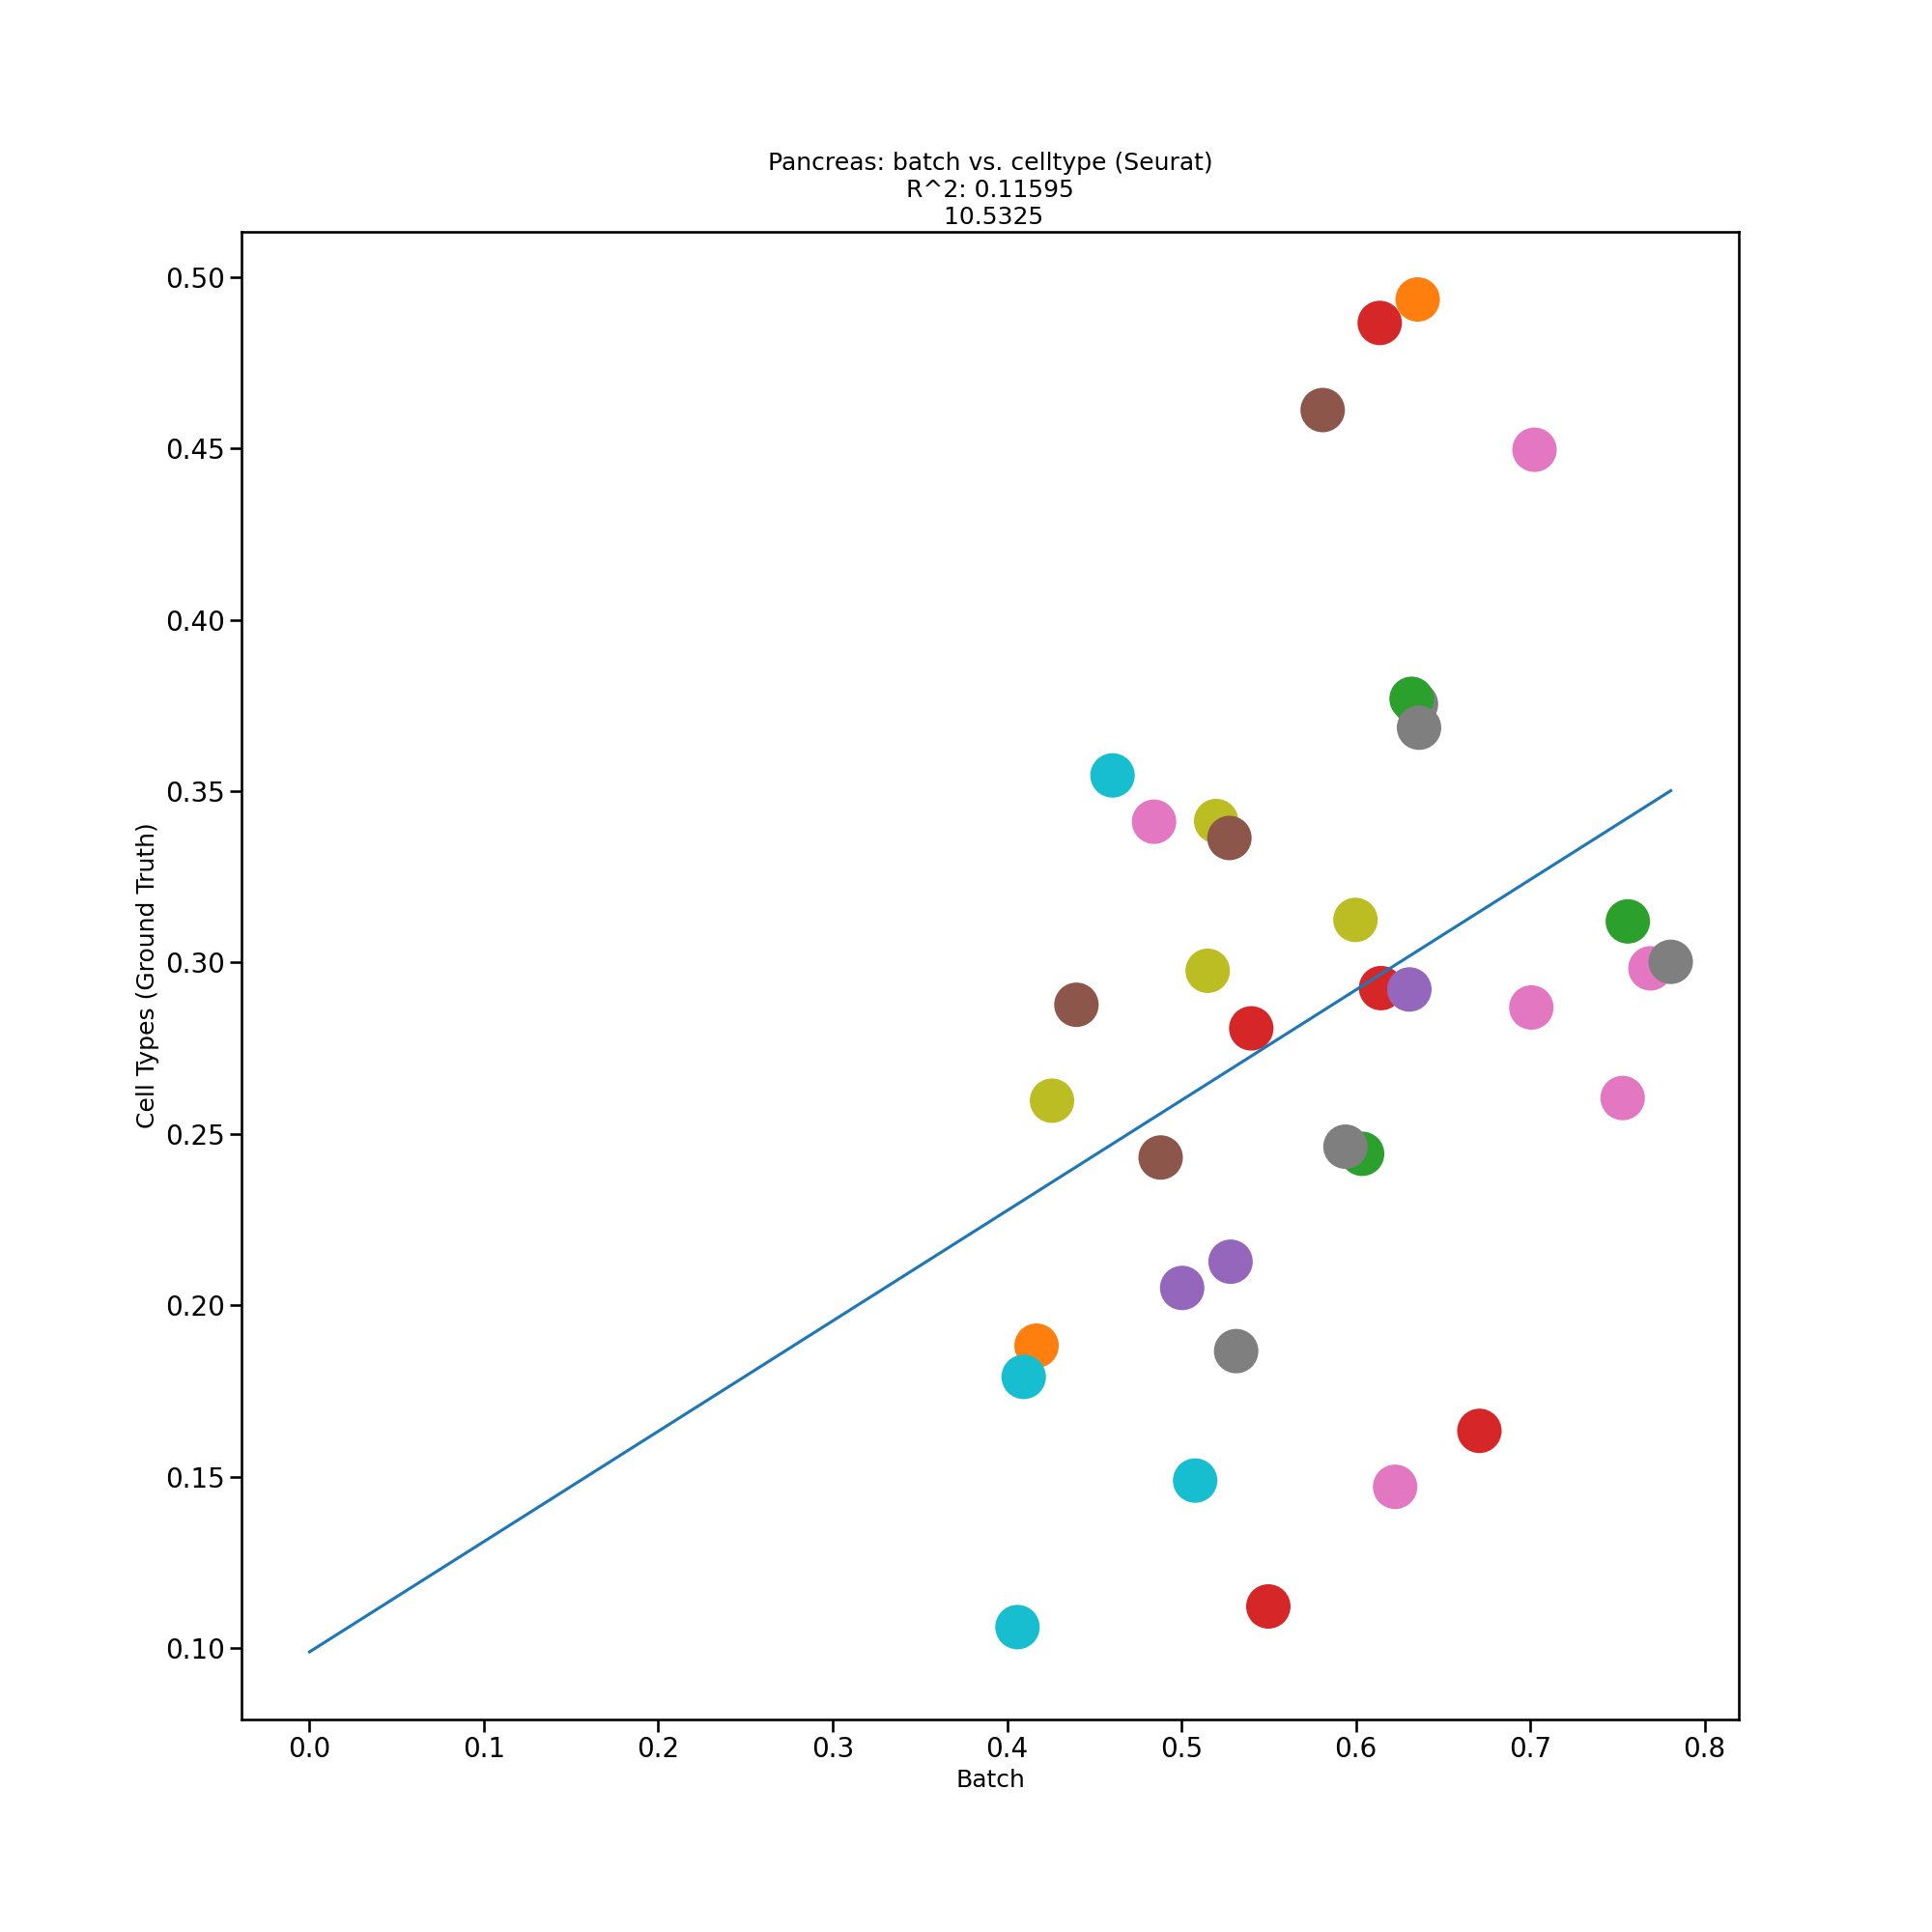 Pancreas: batch vs. celltype (Seurat)
R^2: 0.11595
10.5325
0.50
0.45
0.40
0.35
0.30
0.25
0.20
0.15
0.10
Cell Types (Ground Truth)
0.0 0.1 0.2 0.3 0.4 0.5 0.6 0.7 0.8
Batch